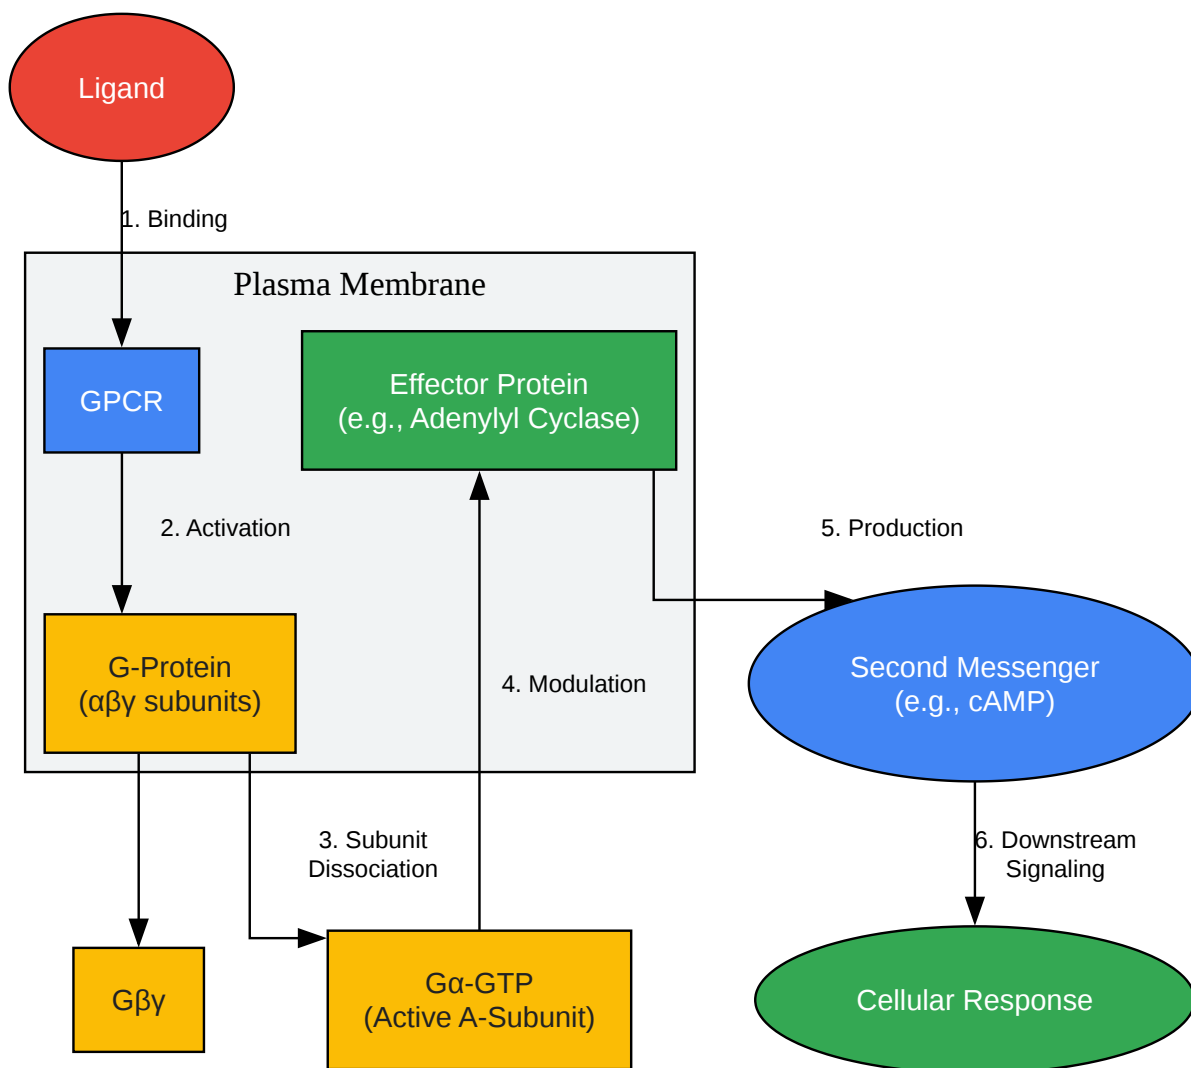 Ligand
1. Binding
Plasma Membrane
GPCR
Effector Protein
(e.g., Adenylyl Cyclase)
2. Activation
5. Production
G-Protein
(αβγ subunits)
4. Modulation
Second Messenger
(e.g., cAMP)
3. Subunit
Dissociation
6. Downstream
Signaling
Gβγ
Gα-GTP
(Active A-Subunit)
Cellular Response